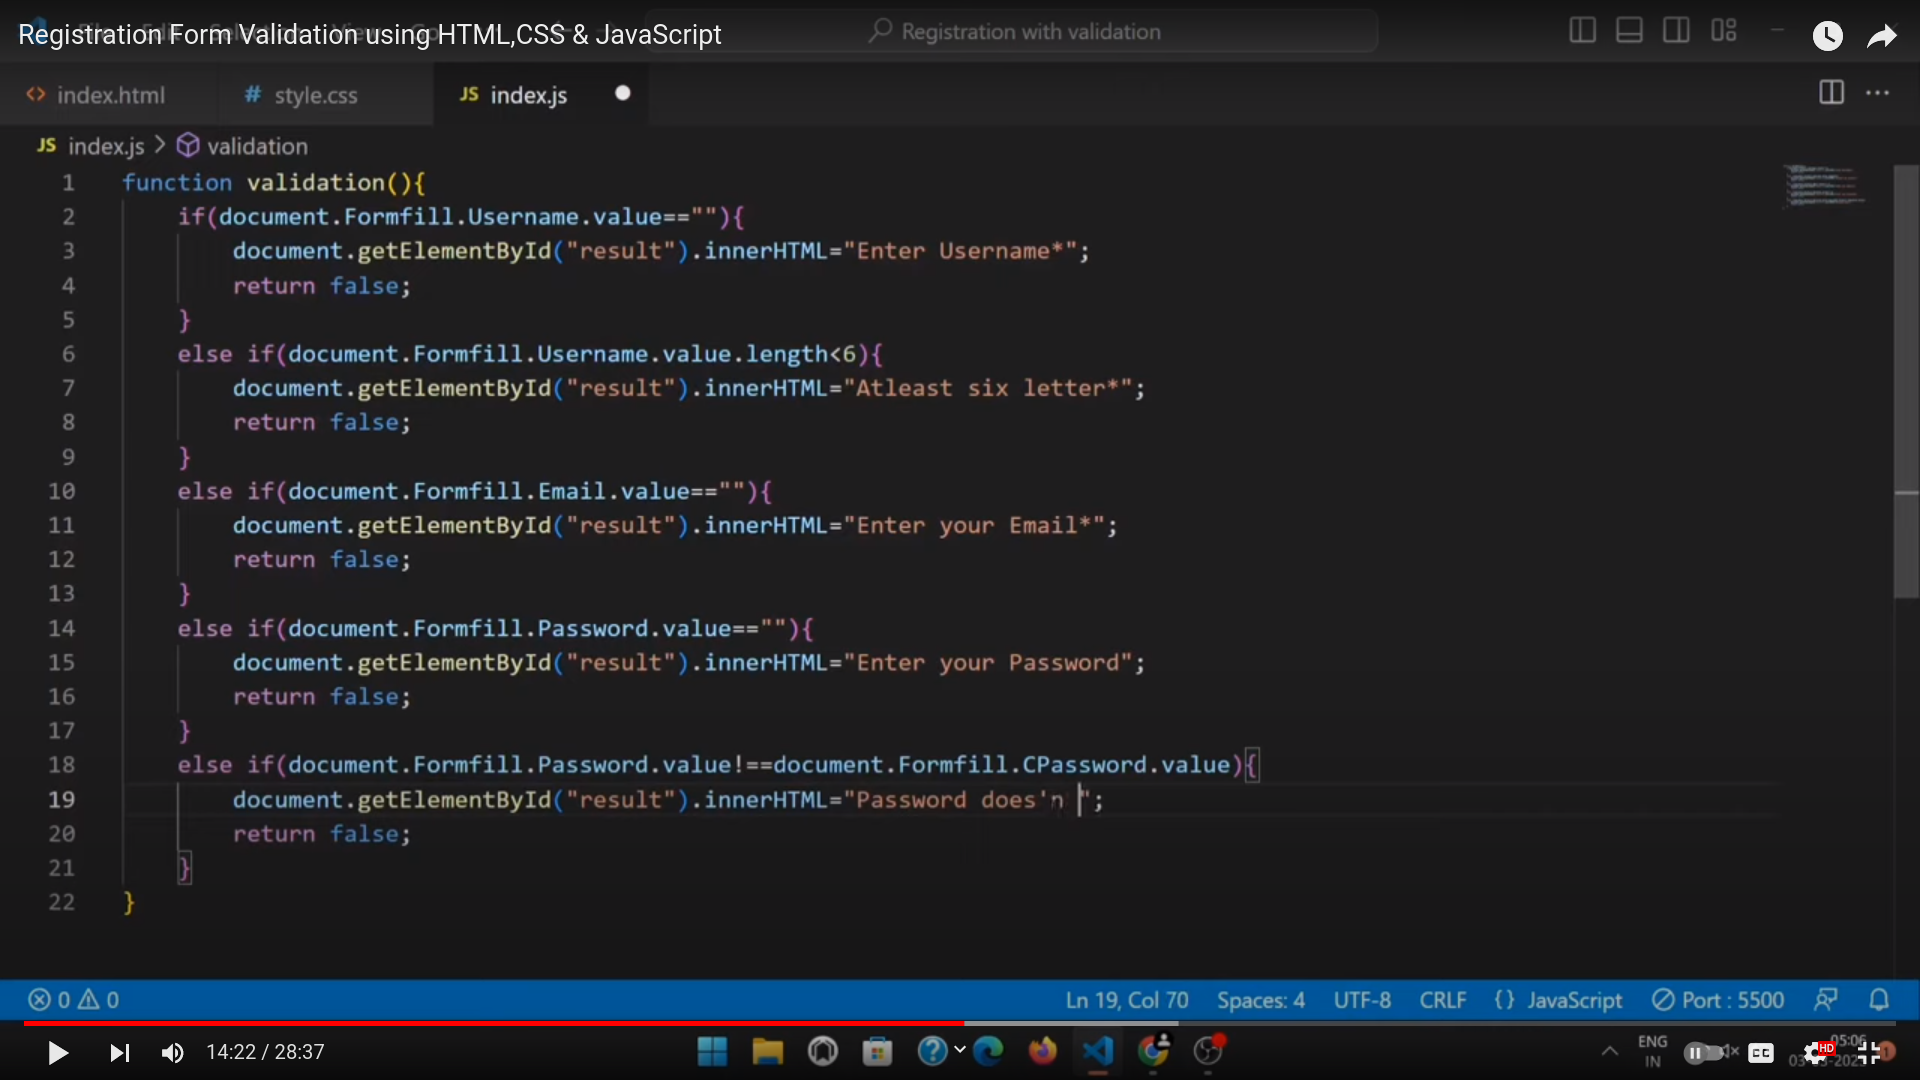 Registration Form Validation using HTML,CSS & JavaScript
Registration with validation
index.html
# style.css
JS index.js
JS index.js > validation
1 function validation(){
2 if(document.Formfill.Username.value==""){
3 document.getElementById("result").innerHTML="Enter Username*";
4 return false;
5 }
6 else if(document.Formfill.Username.value.length<6){
7 document.getElementById("result").innerHTML="Atleast six letter*";
8 return false;
9 }
10 else if(document.Formfill.Email.value==""){
11 document.getElementById("result").innerHTML="Enter your Email*";
12 return false;
13 }
14 else if(document.Formfill.Password.value==""){
15 document.getElementById("result").innerHTML="Enter your Password";
16 return false;
17 }
18 else if(document.Formfill.Password.value!==document.Formfill.CPassword.value){
19 document.getElementById("result").innerHTML="Password does'n ";
20 return false;
21 }
22 }
0 0 Ln 19, Col 70 Spaces: 4 UTF-8 CRLF {} JavaScript Port : 5500
14:22 / 28:37
ENG
IN
CC
HD
05:06